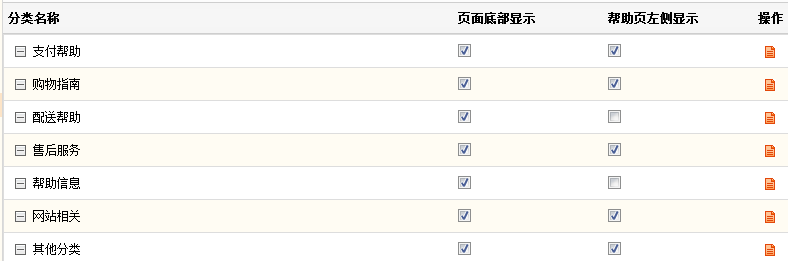 分类名称 页面底部显示 帮助页左侧显示 操作
支付帮助
购物指南
配送帮助
售后服务
帮助信息
网站相关
其他分类